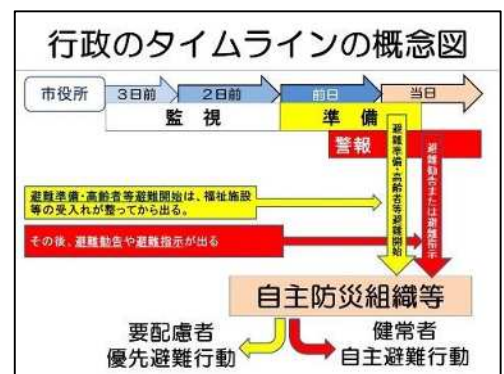 行政のタイムラインの概念図
市役所
3日前
2日前
前日
当日
監視
準備
警報
避難準備・高齢者等避難開始
避難勧告または避難指示
避難準備・高齢者等避難開始は、福祉施設
等の受入れが整ってから出る。
その後、避難勧告や避難指示が出る
自主防災組織等
要配慮者
優先避難行動
健常者
自主避難行動